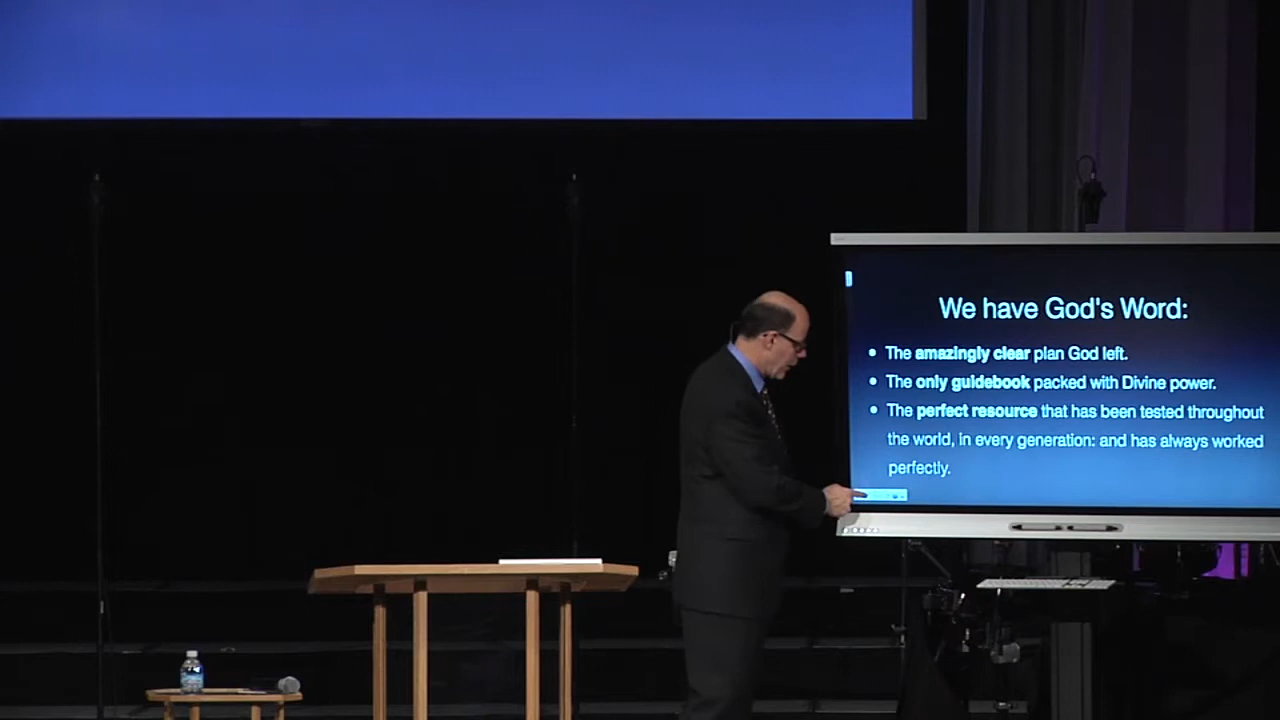 We have God's Word:
• The amazingly clear plan God left.
• The only guidebook packed with Divine power.
• The perfect resource that has been tested throughout
the world, in every generation: and has always worked
perfectly.